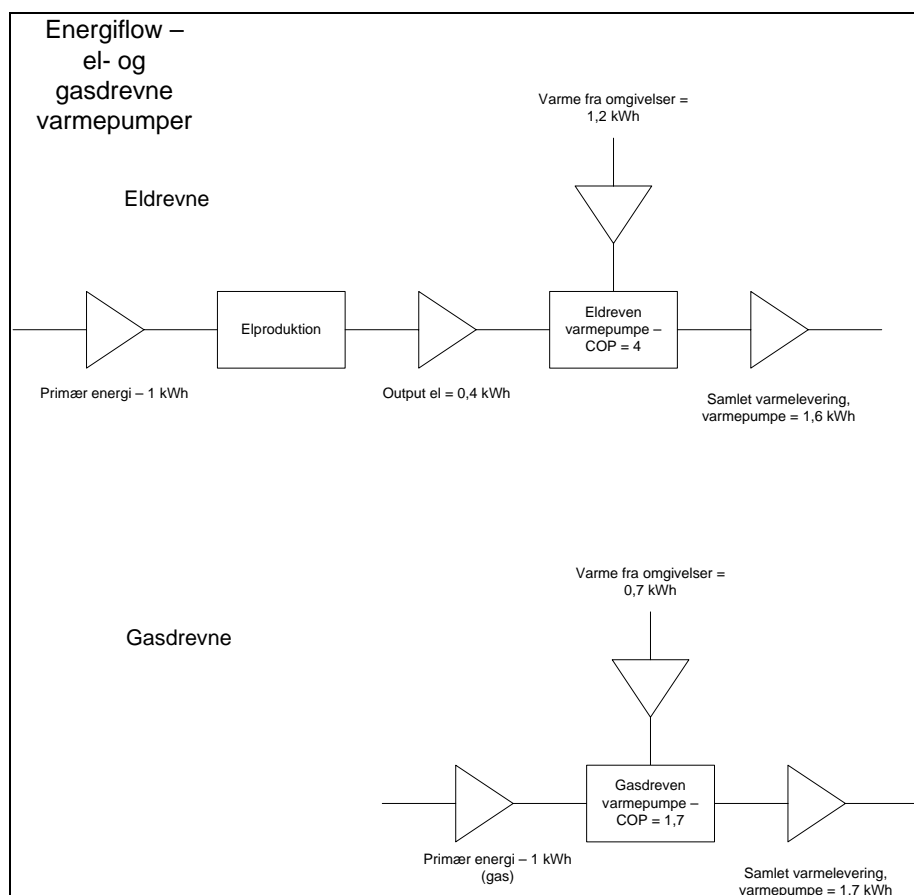 Energiflow –
el- og
gasdrevne
varmepumper
Varme fra omgivelser =
1,2 kWh
Eldrevne
Elproduktion
Eldreven
varmepumpe –
COP = 4
Primær energi – 1 kWh
Output el = 0,4 kWh
Samlet varmelevering,
varmepumpe = 1,6 kWh
Varme fra omgivelser =
0,7 kWh
Gasdrevne
Gasdreven
varmepumpe –
COP = 1,7
Primær energi – 1 kWh
(gas)
Samlet varmelevering,
varmepumpe = 1,7 kWh